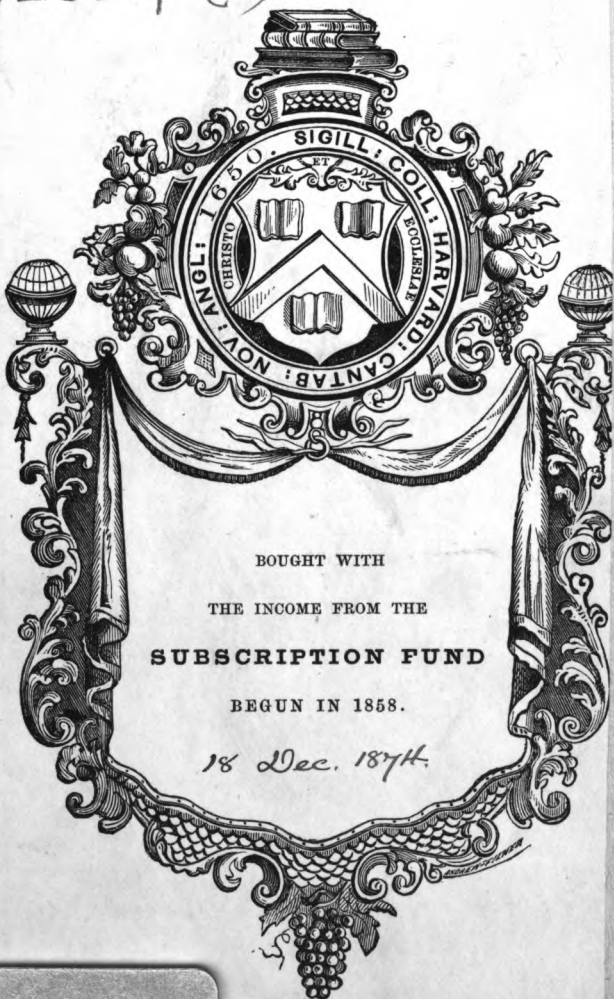 SIGILL: COLL: HARVARD: CANTAB: NOV: ANGL: 1650.
ET
CHRISTO
ECCLESIAE
BOUGHT WITH
THE INCOME FROM THE
SUBSCRIPTION FUND
BEGUN IN 1858.
18 Dec. 1874.